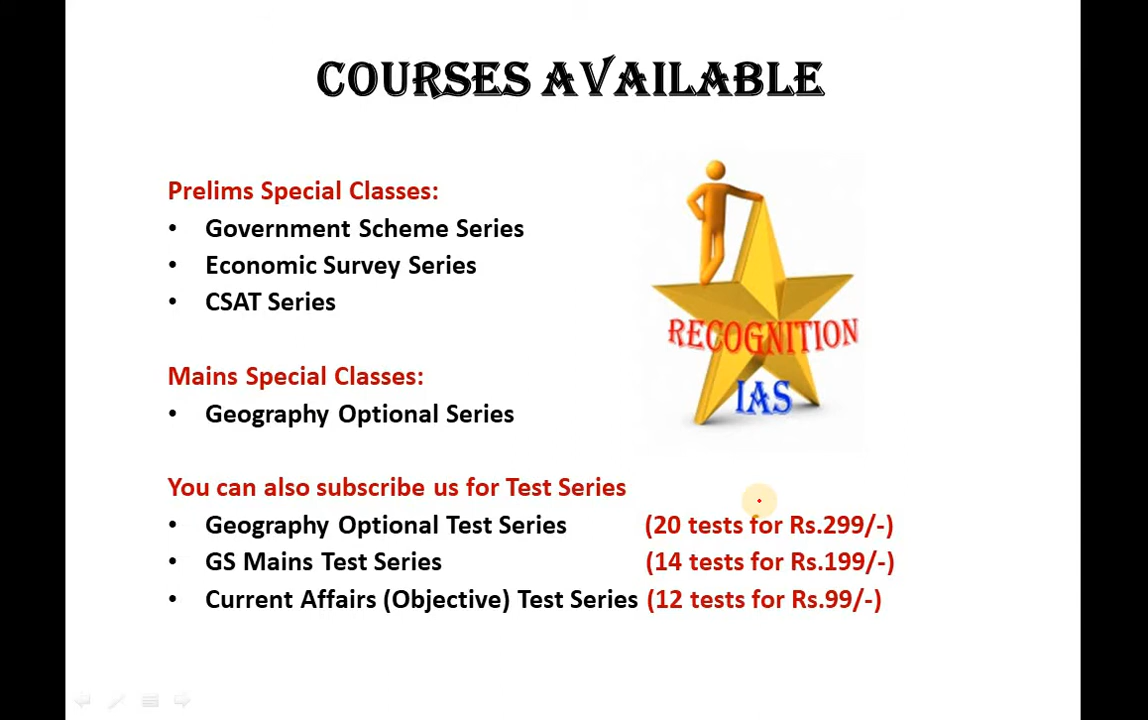 COURSES AVAILABLE
Prelims Special Classes:
• Government Scheme Series
• Economic Survey Series
• CSAT Series
RECOGNITION
IAS
Mains Special Classes:
• Geography Optional Series
You can also subscribe us for Test Series
• Geography Optional Test Series (20 tests for Rs.299/-)
• GS Mains Test Series (14 tests for Rs.199/-)
• Current Affairs (Objective) Test Series (12 tests for Rs.99/-)